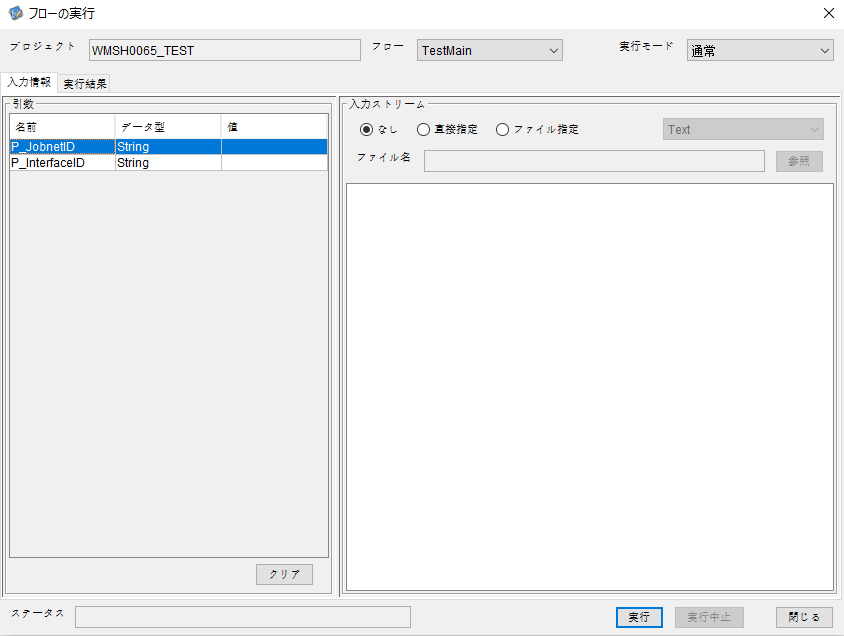 フローの実行
プロジェクト WMSH0065_TEST フロー TestMain 実行モード 通常
入力情報 実行結果
引数
名前 データ型 値
P_JobnetID String
P_InterfaceID String
クリア
入力ストリーム
なし 直接指定 ファイル指定 Text
ファイル名 参照
ステータス 実行 実行中止 閉じる